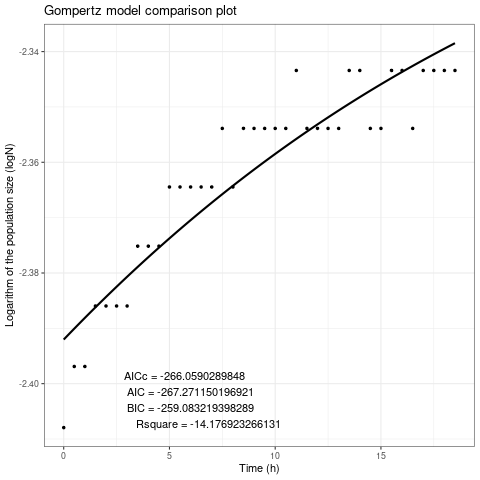 Gompertz model comparison plot
Logarithm of the population size (logN)
-2.34
-2.36
-2.38
-2.40
AICc = -266.0590289848
AIC = -267.271150196921
BIC = -259.083219398289
Rsquare = -14.176923266131
0 5 10 15
Time (h)